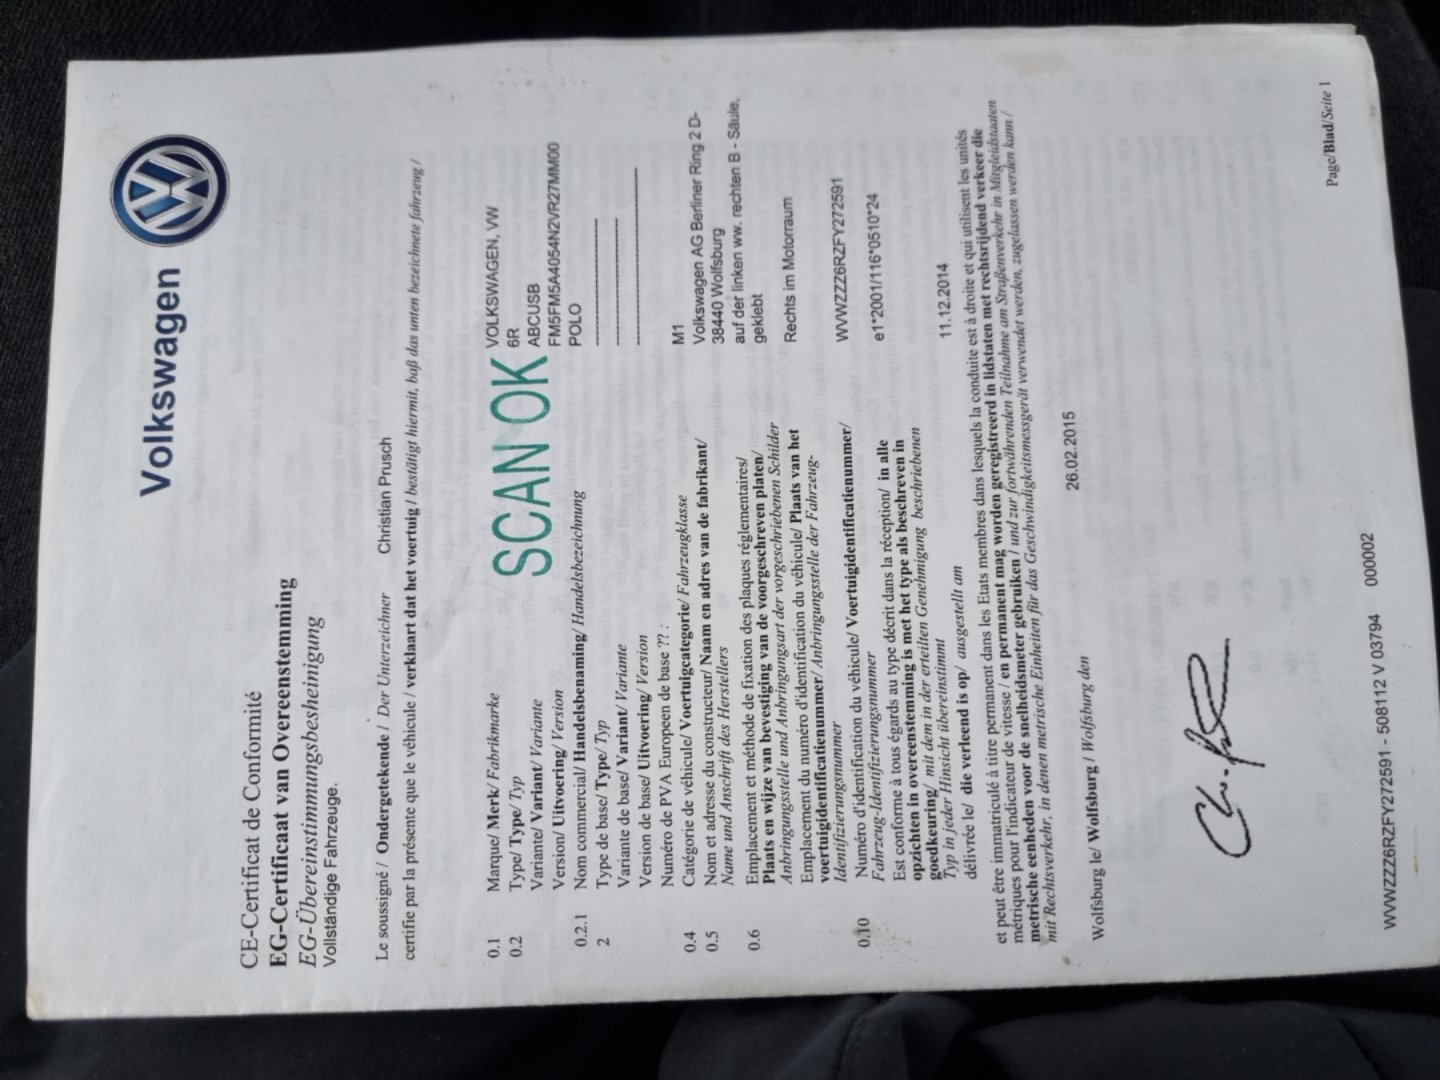 Volkswagen
CE-Certificat de Conformité
EG-Certificaat van Overeenstemming
EG-Übereinstimmungsbesheinigung
Vollständige Fahrzeuge.
Le soussigné / Ondergetekende / Der Unterzeichner Christian Prusch
certifie par la présente que le véhicule / verklaart dat het voertuig / bestätigt hiermit, baß das unten bezeichnete fahrzeug /
SCAN OK
0.1 Marque/ Merk/ Fabrikmarke VOLKSWAGEN, VW
0.2 Type/ Type/ Typ 6R
Variante/ Variant/ Variante ABCUSB
Version/ Uitvoering/ Version FM5FM5A4054N2VR27MM00
0.2.1 Nom commercial/ Handelsbenaming/ Handelsbezeichnung POLO
2 Type de base/ Type/ Typ ----------------
Variante de base/ Variant/ Variante ----------------
Version de base/ Uitvoering/ Version ----------------
Numéro de PVA Europeen de base ?? :
0.4 Catégorie de véhicule/ Voertuigcategorie/ Fahrzeugklasse M1
0.5 Nom et adresse du constructeur/ Naam en adres van de fabrikant/ Volkswagen AG Berliner Ring 2 D-
Name und Anschrift des Herstellers 38440 Wolfsburg
0.6 Emplacement et méthode de fixation des plaques réglementaires/ auf der linken ww. rechten B - Säule,
Plaats en wijze van bevestiging van de voorgeschreven platen/ geklebt
Anbringungsstelle und Anbringungsart der vorgeschriebenen Schilder
Emplacement du numéro d'identification du véhicule/ Plaats van het Rechts im Motorraum
voertuigidentificatienummer/ Anbringungsstelle der Fahrzeug-
Identifizierungsnummer
0.10 Numéro d'identification du véhicule/ Voertuigidentificatienummer/ WVWZZZ6RZFY272591
Fahrzeug-Identifizierungsnummer
Est conforme à tous égards au type décrit dans la réception/ in alle e1*2001/116*0510*24
opzichten in overeenstemming is met het type als beschreven in
goedkeuring/ mit dem in der erteilten Genehmigung beschriebenen
Typ in jeder Hinsicht übereinstimmt
délivrée le/ die verleend is op/ ausgestellt am 11.12.2014
et peut être immatriculé à titre permanent dans les Etats membres dans lesquels la conduite est à droite et qui utilisent les unités
métriques pour l'indicateur de vitesse / en permanent mag worden geregistreerd in lidstaten met rechtsrijdend verkeer die
metrische eenheden voor de snelheidsmeter gebruiken / und zur fortwährenden Teilnahme am Straßenverkehr in Mitgleidstaaten
mit Rechtsverkehr, in denen metrische Einheiten für das Geschwindigkeitsmessgerät verwendet werden, zugelassen werden kann /
Wolfsburg le/ Wolfsburg / Wolfsburg den 26.02.2015
WVWZZZ6RZFY272591 - 508112 V 03794 000002
Page/Blad/Seite 1